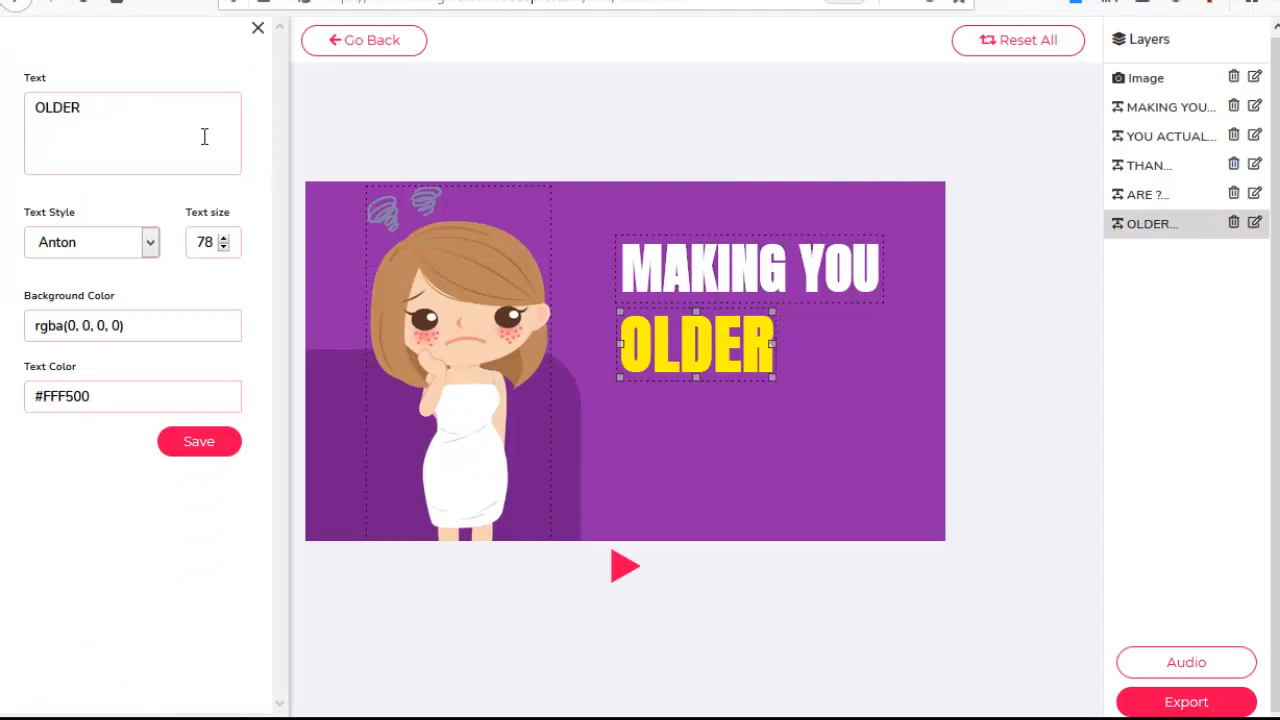 Go Back
Reset All
Layers
Text
OLDER
Image
MAKING YOU...
YOU ACTUAL...
THAN...
ARE ?...
OLDER...
Text Style
Text size
Anton
78
Background Color
rgba(0, 0, 0, 0)
Text Color
#FFF500
Save
MAKING YOU
OLDER
Audio
Export